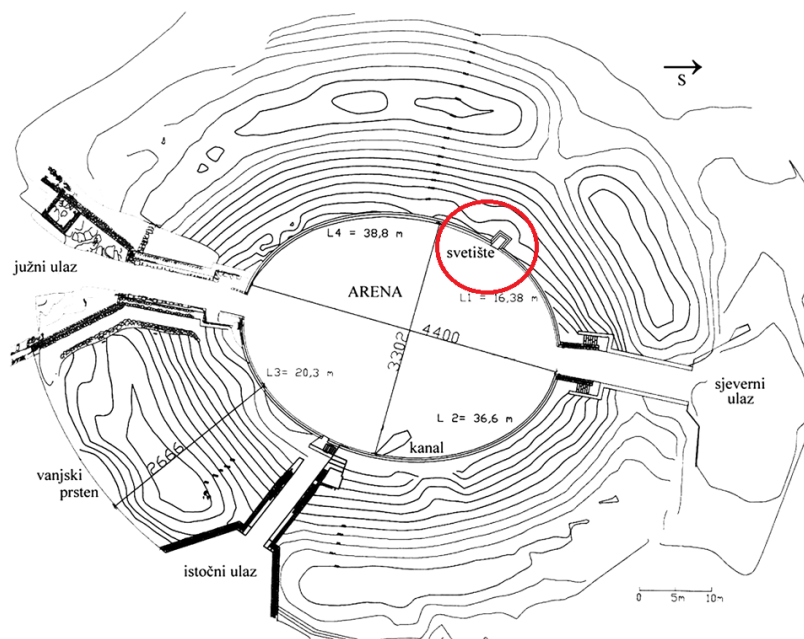 S
L4 = 38,8 m
svetište
južni ulaz
ARENA
L1 = 16,38 m
4400
3302
L3= 20,3 m
sjeverni
ulaz
L 2= 36,6 m
kanal
2666
vanjski
prsten
istočni ulaz
0 5m 10m